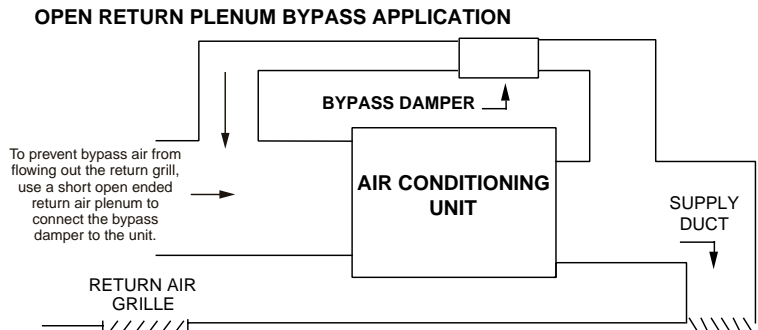 OPEN RETURN PLENUM BYPASS APPLICATION
BYPASS DAMPER
To prevent bypass air from
flowing out the return grill,
use a short open ended
return air plenum to
connect the bypass
damper to the unit.
AIR CONDITIONING
UNIT
SUPPLY
DUCT
RETURN AIR
GRILLE